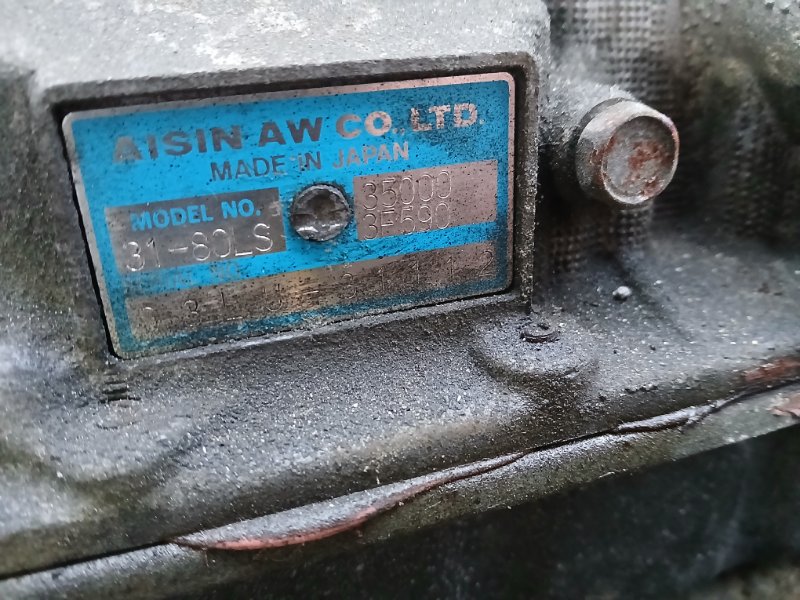 AISIN AW CO., LTD.
MADE IN JAPAN
MODEL NO. 35000
31-80LS 3F590